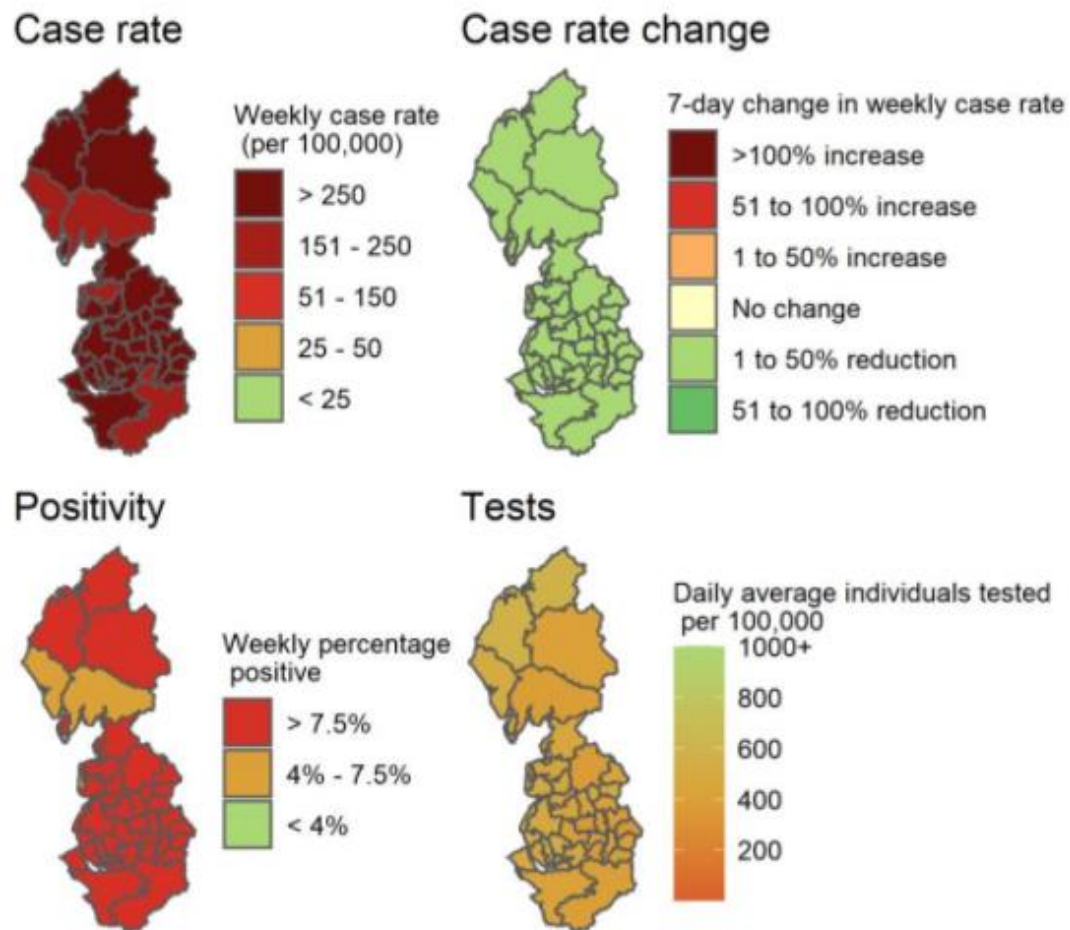 Case rate
Weekly case rate
(per 100,000)
> 250
151 - 250
51 - 150
25 - 50
< 25
Case rate change
7-day change in weekly case rate
>100% increase
51 to 100% increase
1 to 50% increase
No change
1 to 50% reduction
51 to 100% reduction
Positivity
Weekly percentage
positive
> 7.5%
4% - 7.5%
< 4%
Tests
Daily average individuals tested
per 100,000
1000+
800
600
400
200